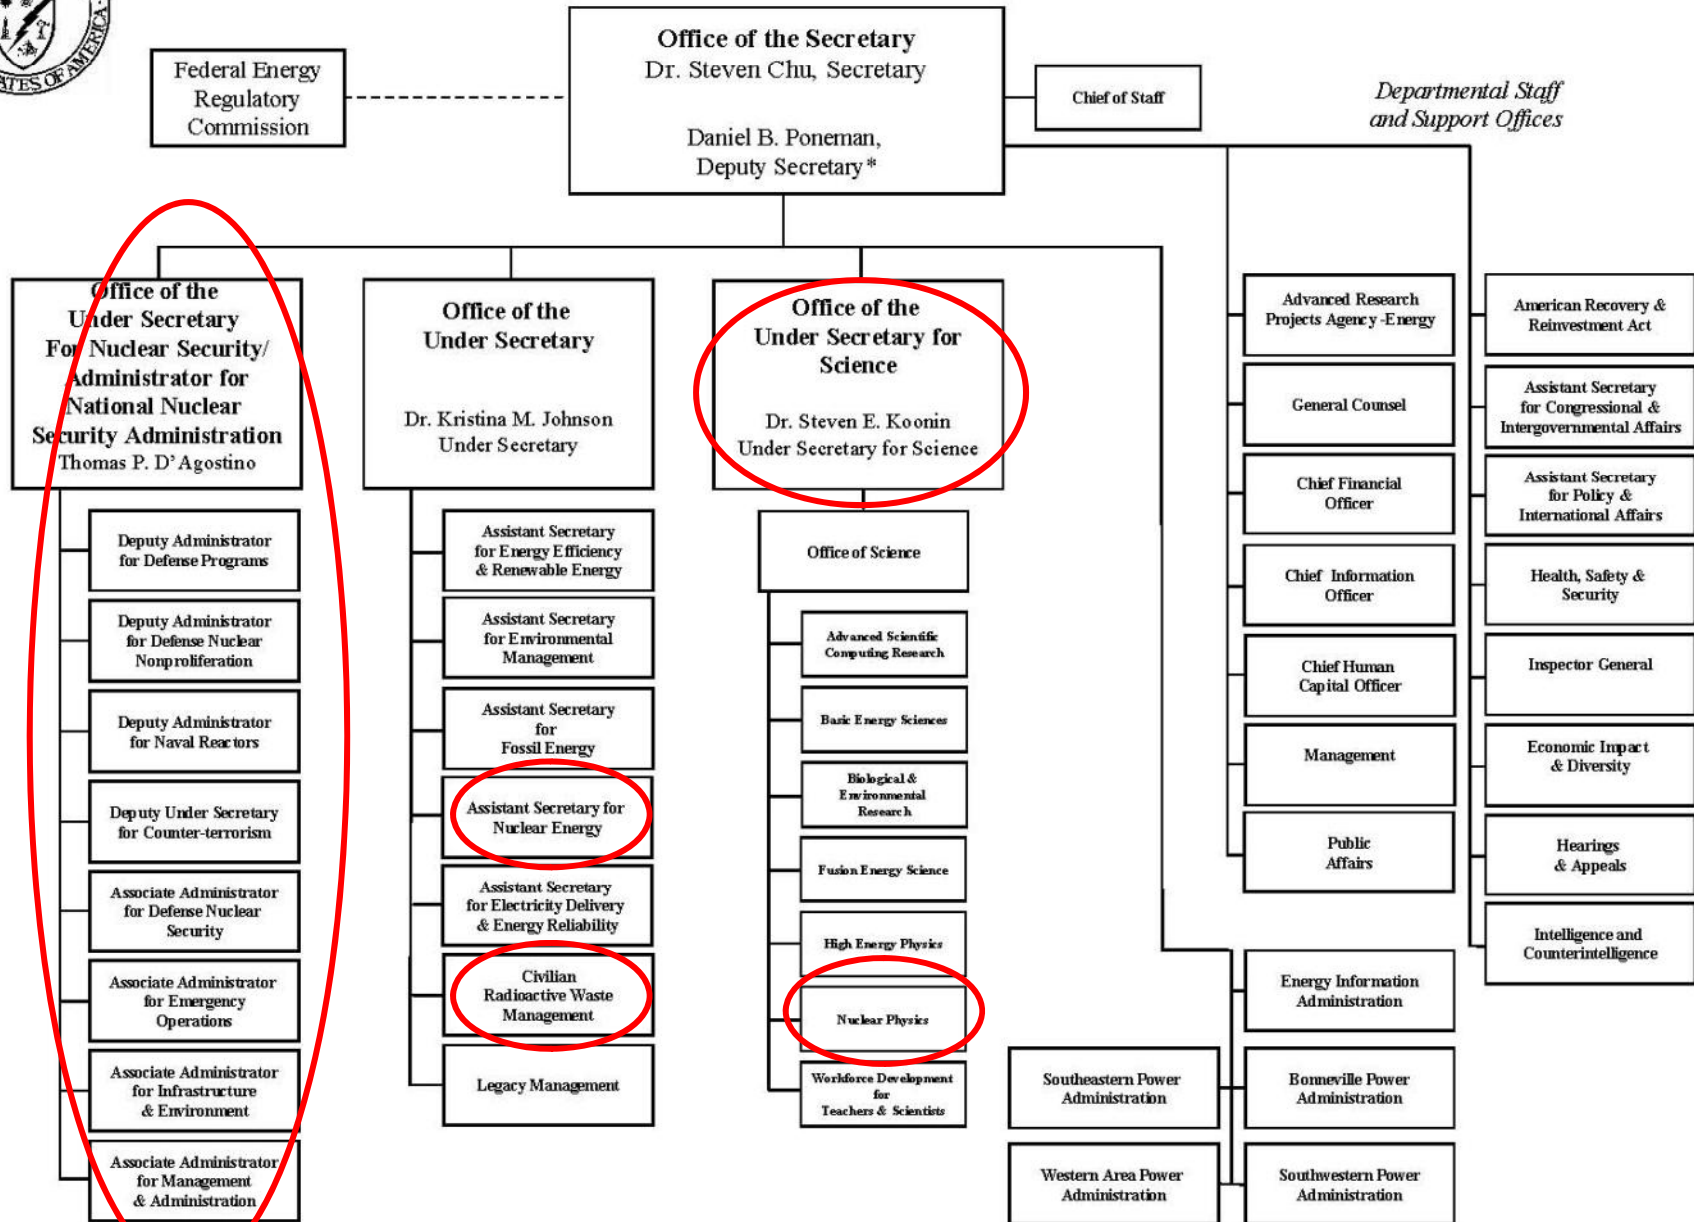 TATES OF AMERICA
Office of the Secretary
Dr. Steven Chu, Secretary
Daniel B. Poneman,
Deputy Secretary*
Federal Energy
Regulatory
Commission
Chief of Staff
Departmental Staff
and Support Offices
Office of the
Under Secretary
For Nuclear Security/
Administrator for
National Nuclear
Security Administration
Thomas P. D'Agostino
Deputy Administrator
for Defense Programs
Deputy Administrator
for Defense Nuclear
Nonproliferation
Deputy Administrator
for Naval Reactors
Deputy Under Secretary
for Counter-terrorism
Associate Administrator
for Defense Nuclear
Security
Associate Administrator
for Emergency
Operations
Associate Administrator
for Infrastructure
& Environment
Associate Administrator
for Management
& Administration
Office of the
Under Secretary
Dr. Kristina M. Johnson
Under Secretary
Assistant Secretary
for Energy Efficiency
& Renewable Energy
Assistant Secretary
for Environmental
Management
Assistant Secretary
for
Fossil Energy
Assistant Secretary for
Nuclear Energy
Assistant Secretary
for Electricity Delivery
& Energy Reliability
Civilian
Radioactive Waste
Management
Legacy Management
Office of the
Under Secretary for
Science
Dr. Steven E. Koonin
Under Secretary for Science
Office of Science
Advanced Scientific
Computing Research
Basic Energy Sciences
Biological &
Environmental
Research
Fusion Energy Science
High Energy Physics
Nuclear Physics
Workforce Development
for
Teachers & Scientists
Advanced Research
Projects Agency -Energy
General Counsel
Chief Financial
Officer
Chief Information
Officer
Chief Human
Capital Officer
Management
Public
Affairs
American Recovery &
Reinvestment Act
Assistant Secretary
for Congressional &
Intergovernmental Affairs
Assistant Secretary
for Policy &
International Affairs
Health, Safety &
Security
Inspector General
Economic Impact
& Diversity
Hearings
& Appeals
Intelligence and
Counterintelligence
Energy Information
Administration
Southeastern Power
Administration
Bonneville Power
Administration
Western Area Power
Administration
Southwestern Power
Administration